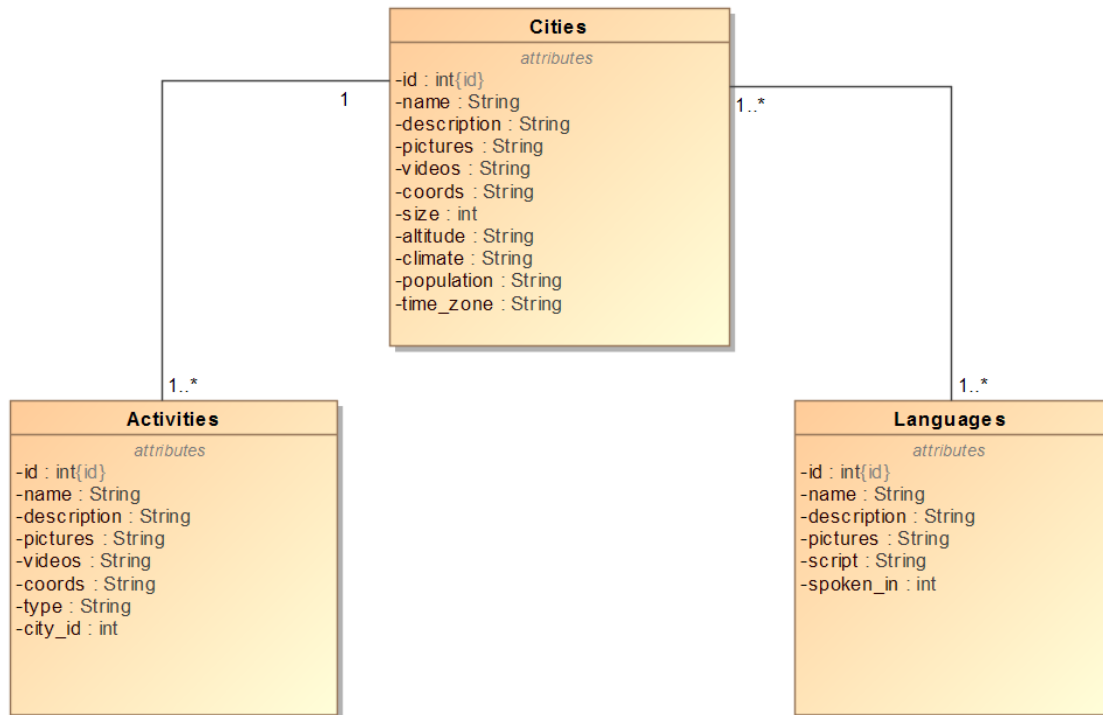 Cities
attributes
-id : int{id}
-name : String
-description : String
-pictures : String
-videos : String
-coords : String
-size : int
-altitude : String
-climate : String
-population : String
-time_zone : String
1
1..*
1..*
1..*
Activities
attributes
-id : int{id}
-name : String
-description : String
-pictures : String
-videos : String
-coords : String
-type : String
-city_id : int
Languages
attributes
-id : int{id}
-name : String
-description : String
-pictures : String
-script : String
-spoken_in : int